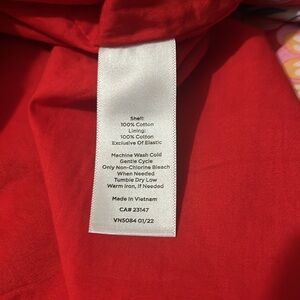 Shell:
100% Cotton
Lining:
100% Cotton
Exclusive Of Elastic
Machine Wash Cold
Gentle Cycle
Only Non-Chlorine Bleach
When Needed
Tumble Dry Low
Warm Iron, If Needed
Made In Vietnam
CA# 23147
VN5084 01/22